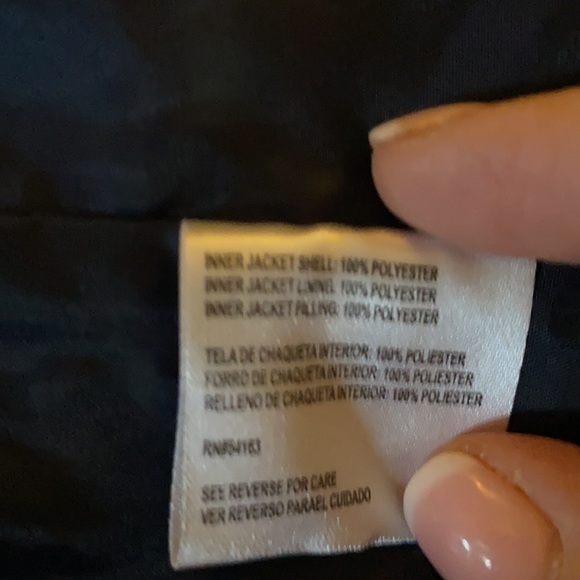 INNER JACKET SHELL: 100% POLYESTER
INNER JACKET LINING: 100% POLYESTER
INNER JACKET FILLING: 100% POLYESTER
TELA DE CHAQUETA INTERIOR: 100% POLIESTER
FORRO DE CHAQUETA INTERIOR: 100% POLIESTER
RELLENO DE CHAQUETA INTERIOR: 100% POLIESTER
RN#54163
SEE REVERSE FOR CARE
VER REVERSO PARA EL CUIDADO